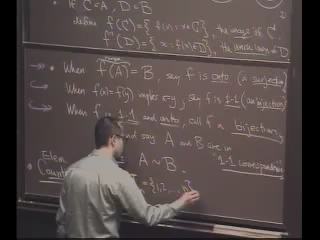 If C ⊂ A, D ⊂ B
define f(C) = { f(x) : x ∈ C }, the image of C.
f⁻¹(D) = { x : f(x) ∈ D }, the inverse image of D
When f(A) = B, say f is onto (a surjection)
When f(x)=f(y) implies x=y, say f is 1-1 (an injection)
When f is 1-1 and onto, call f a bijection,
and say A and B are in
"1-1 correspondence"
A ~ B.
= {1,2,...,n}